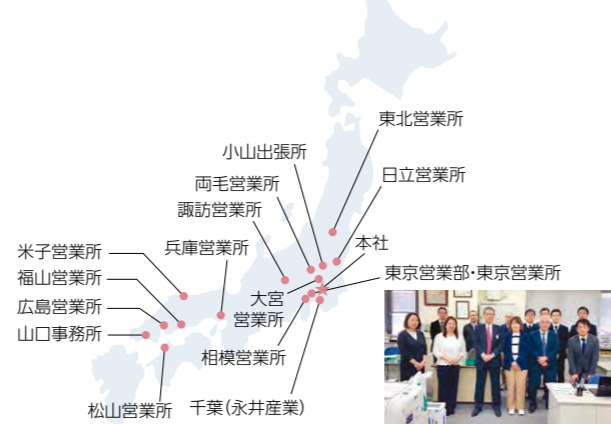 東北営業所
小山出張所
両毛営業所
日立営業所
諏訪営業所
本社
兵庫営業所
米子営業所
東京営業部・東京営業所
福山営業所
大宮
営業所
広島営業所
山口事務所
相模営業所
松山営業所
千葉(永井産業)